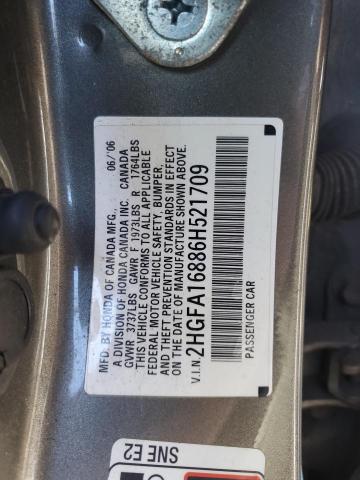 MFD. BY HONDA OF CANADA MFG., 06/'06
A DIVISION OF HONDA CANADA INC. CANADA
GVWR 3737LBS GAWR F 1973LBS R 1764LBS
THIS VEHICLE CONFORMS TO ALL APPLICABLE
FEDERAL MOTOR VEHICLE SAFETY, BUMPER,
AND THEFT PREVENTION STANDARDS IN EFFECT
ON THE DATE OF MANUFACTURE SHOWN ABOVE.
V.I.N. 2HGFA16886H521709
PASSENGER CAR
SNE E2